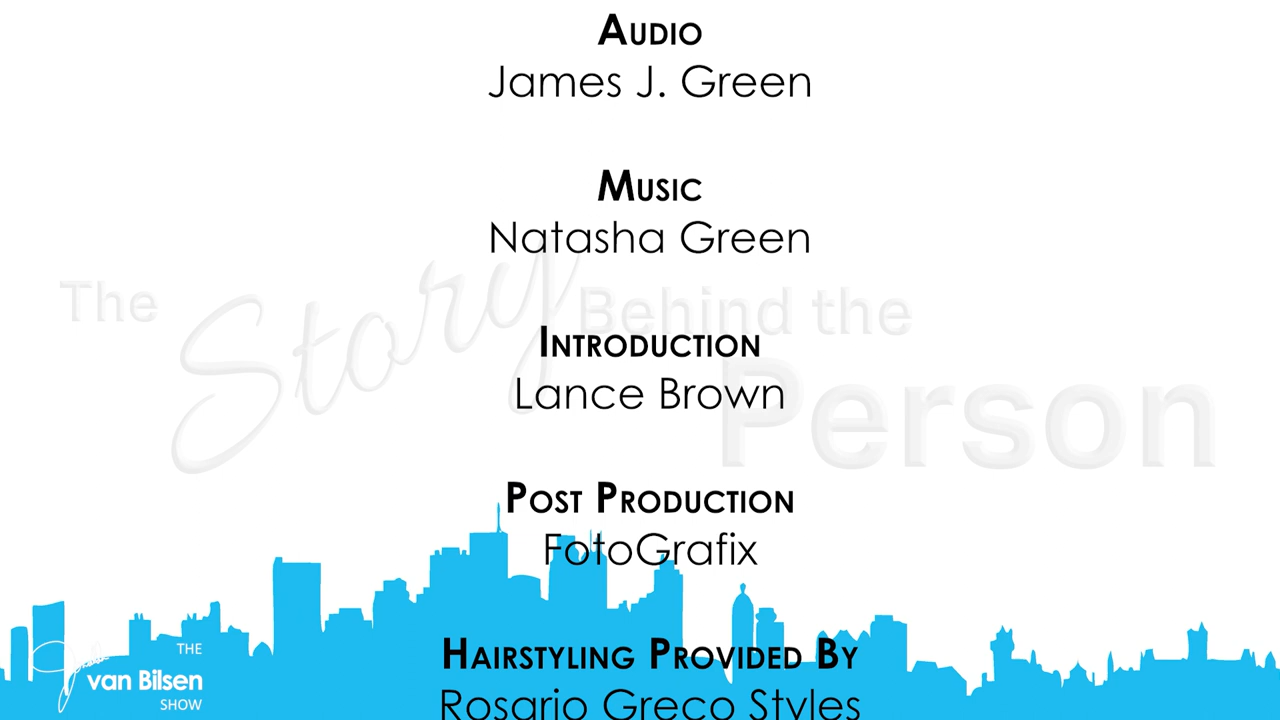 AUDIO
James J. Green
MUSIC
Natasha Green
The Story Behind the
Person
INTRODUCTION
Lance Brown
POST PRODUCTION
FotoGrafix
HAIRSTYLING PROVIDED BY
Rosario Greco Styles
THE
van Bilsen
SHOW